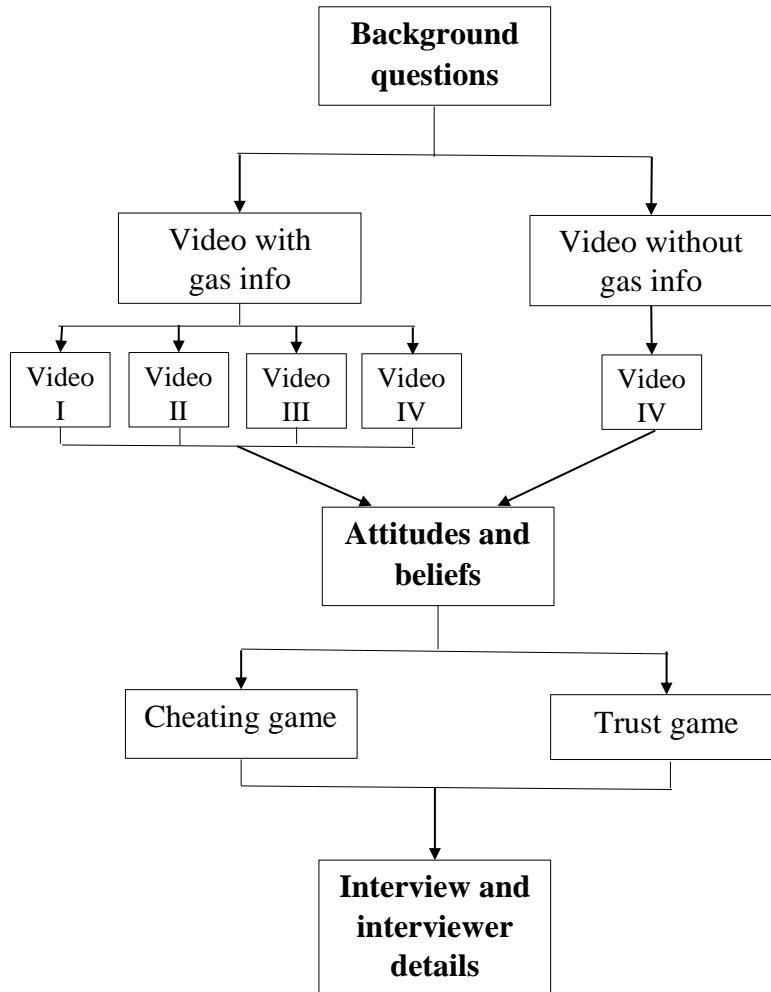 Background
questions
Video with
gas info
Video without
gas info
Video
I
Video
II
Video
III
Video
IV
Video
IV
Attitudes and
beliefs
Cheating game
Trust game
Interview and
interviewer
details